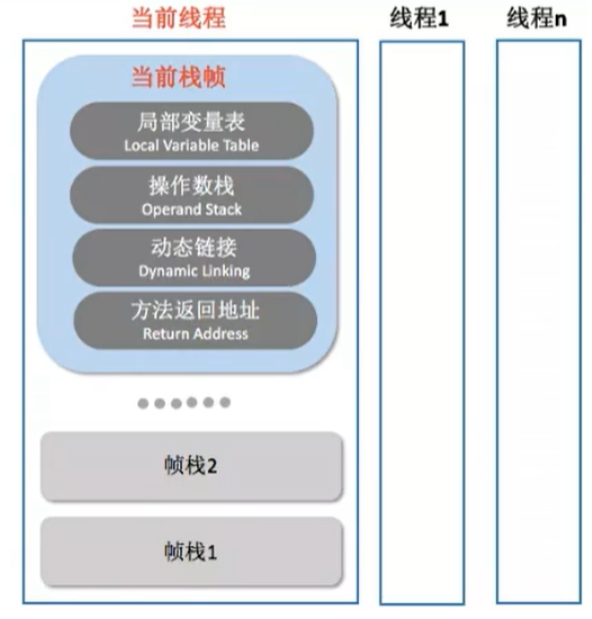 当前线程
线程1
线程n
当前栈帧
局部变量表
Local Variable Table
操作数栈
Operand Stack
动态链接
Dynamic Linking
方法返回地址
Return Address
帧栈2
帧栈1